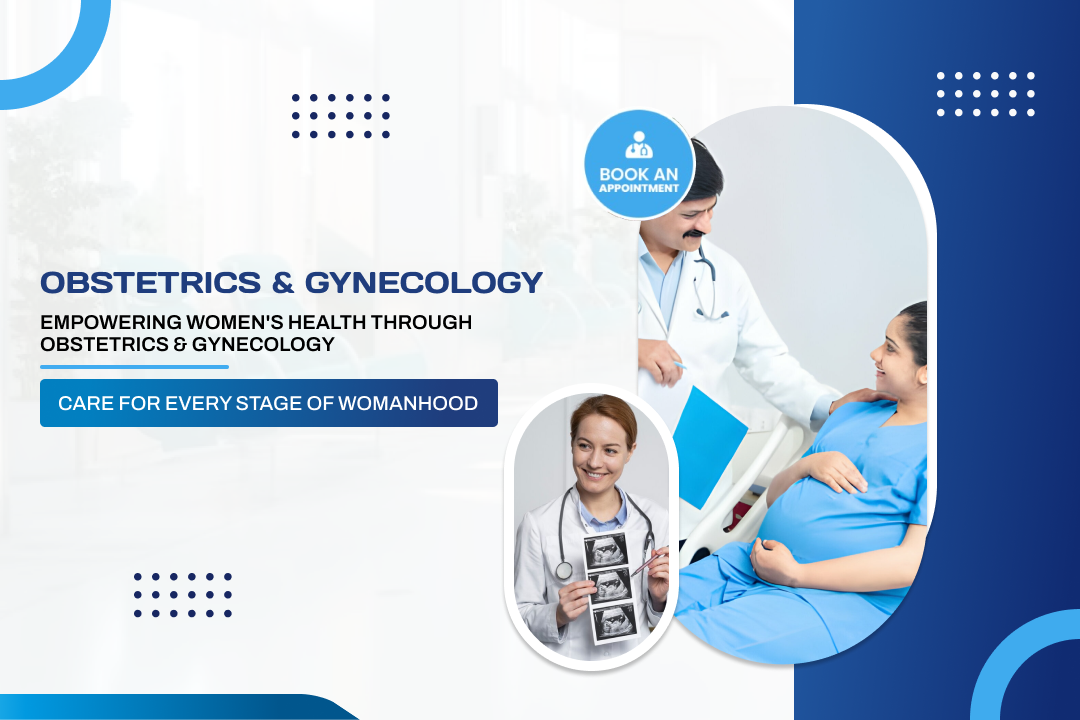 BOOK AN
APPOINTMENT
OBSTETRICS & GYNECOLOGY
EMPOWERING WOMEN'S HEALTH THROUGH
OBSTETRICS & GYNECOLOGY
CARE FOR EVERY STAGE OF WOMANHOOD